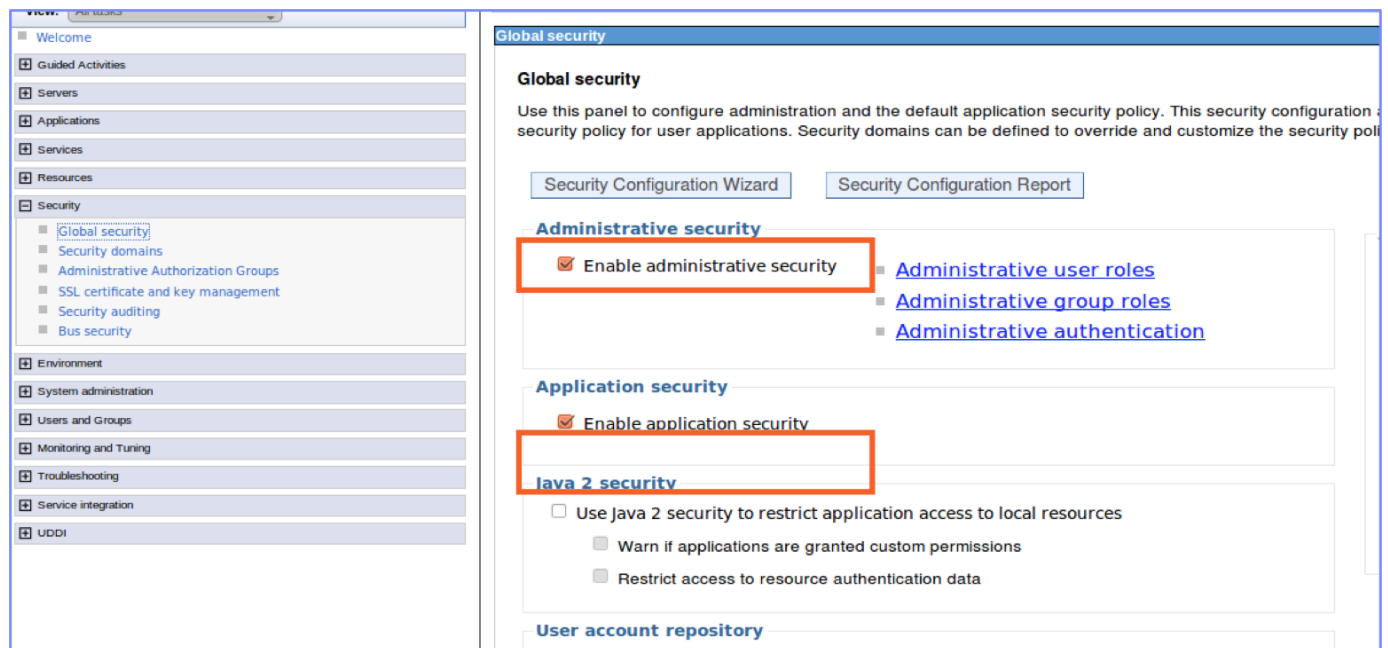 View: All tasks
Welcome
Guided Activities
Servers
Applications
Services
Resources
Security
Global security
Security domains
Administrative Authorization Groups
SSL certificate and key management
Security auditing
Bus security
Environment
System administration
Users and Groups
Monitoring and Tuning
Troubleshooting
Service integration
UDDI
Global security
Global security
Use this panel to configure administration and the default application security policy. This security configuration
security policy for user applications. Security domains can be defined to override and customize the security poli
Security Configuration Wizard
Security Configuration Report
Administrative security
Enable administrative security
Administrative user roles
Administrative group roles
Administrative authentication
Application security
Enable application security
Java 2 security
Use Java 2 security to restrict application access to local resources
Warn if applications are granted custom permissions
Restrict access to resource authentication data
User account repository